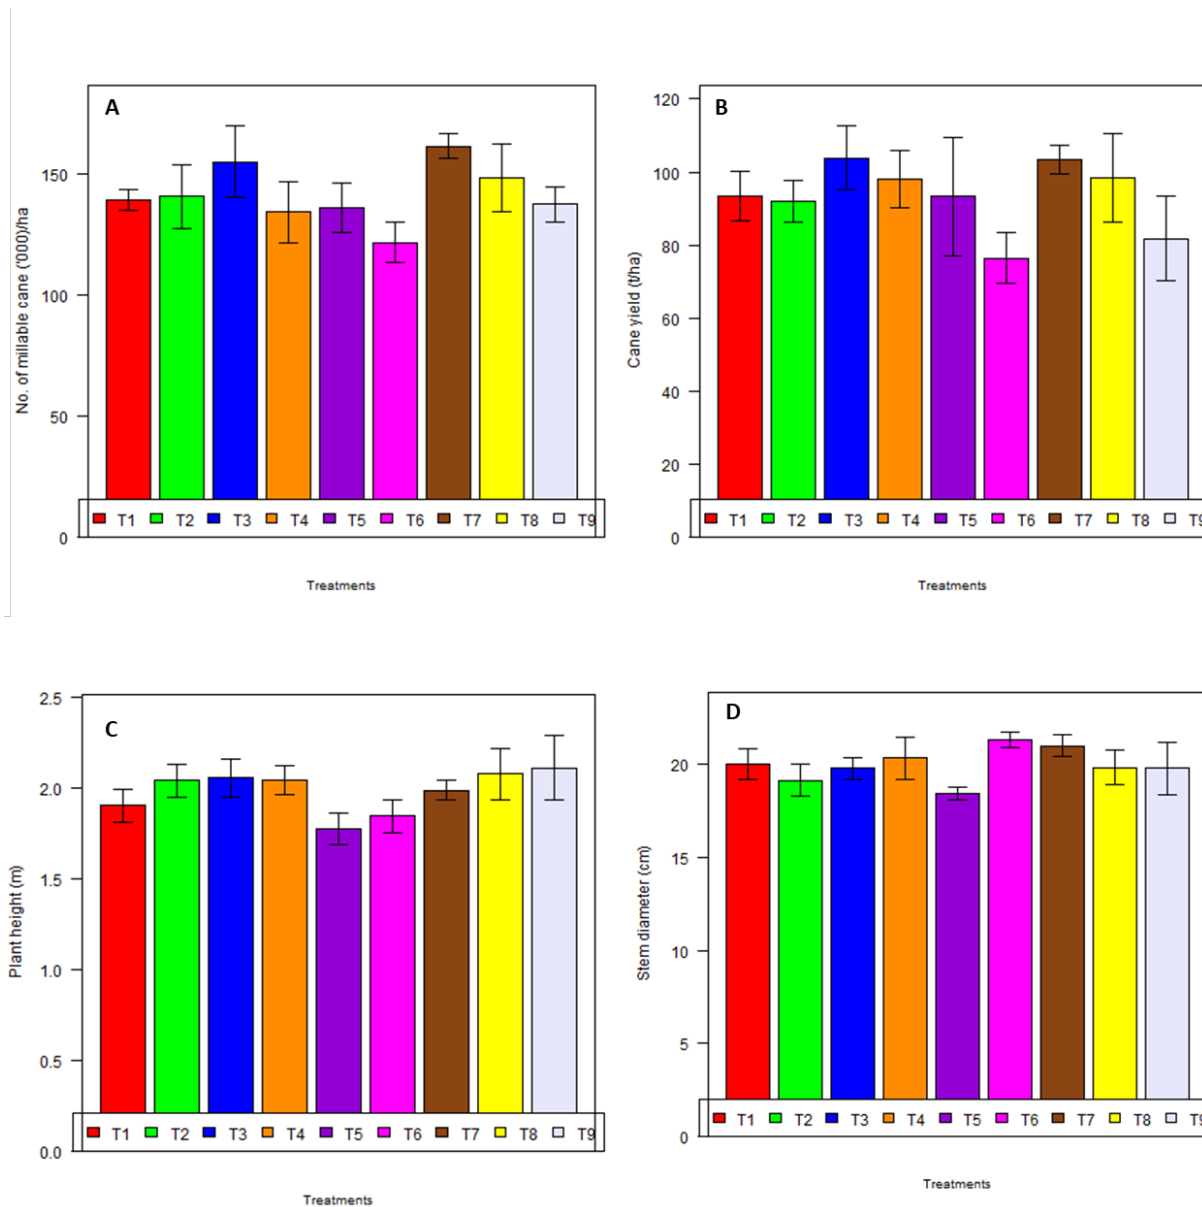 A
No. of millable cane ('000)/ha
150
100
50
0
T1 T2 T3 T4 T5 T6 T7 T8 T9
Treatments
B
Cane yield (t/ha)
120
100
80
60
40
20
0
T1 T2 T3 T4 T5 T6 T7 T8 T9
Treatments
C
Plant height (m)
2.5
2.0
1.5
1.0
0.5
0.0
T1 T2 T3 T4 T5 T6 T7 T8 T9
Treatments
D
Stem diameter (cm)
20
15
10
5
0
T1 T2 T3 T4 T5 T6 T7 T8 T9
Treatments